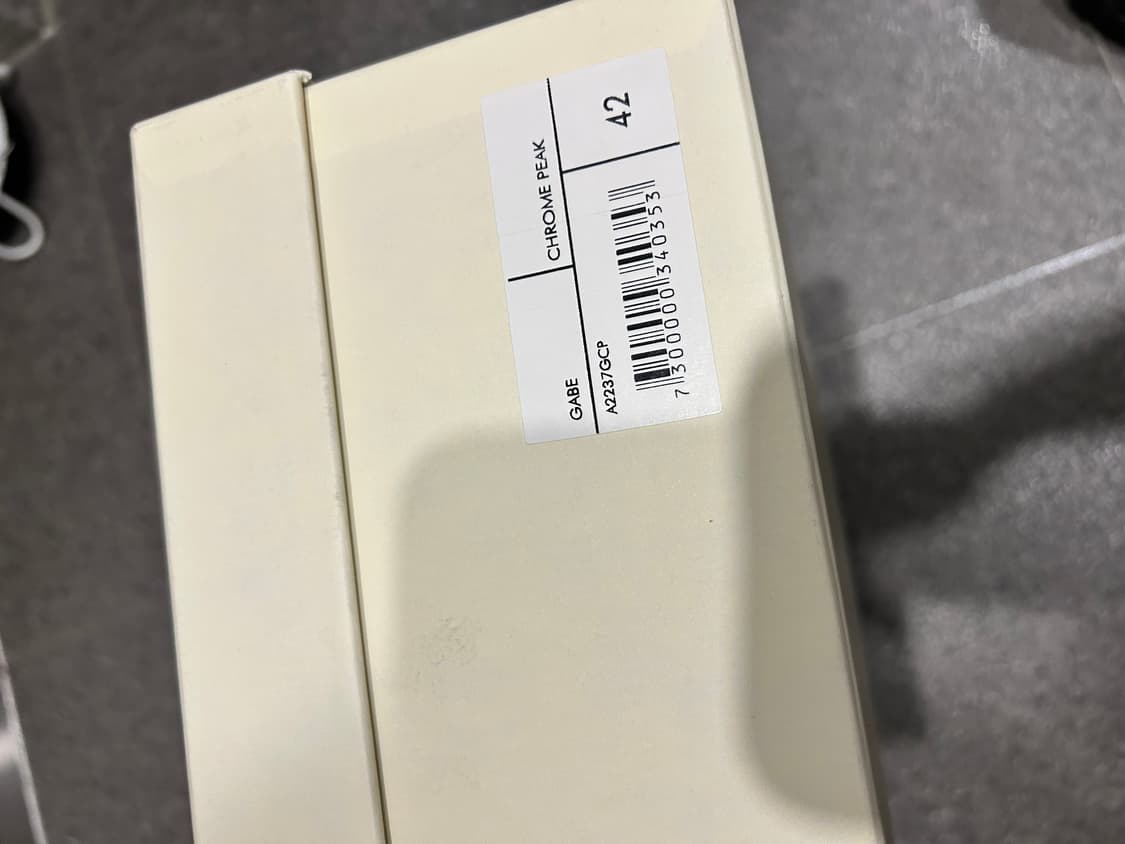 GABE
CHROME PEAK
A2237GCP
42
7300000340353